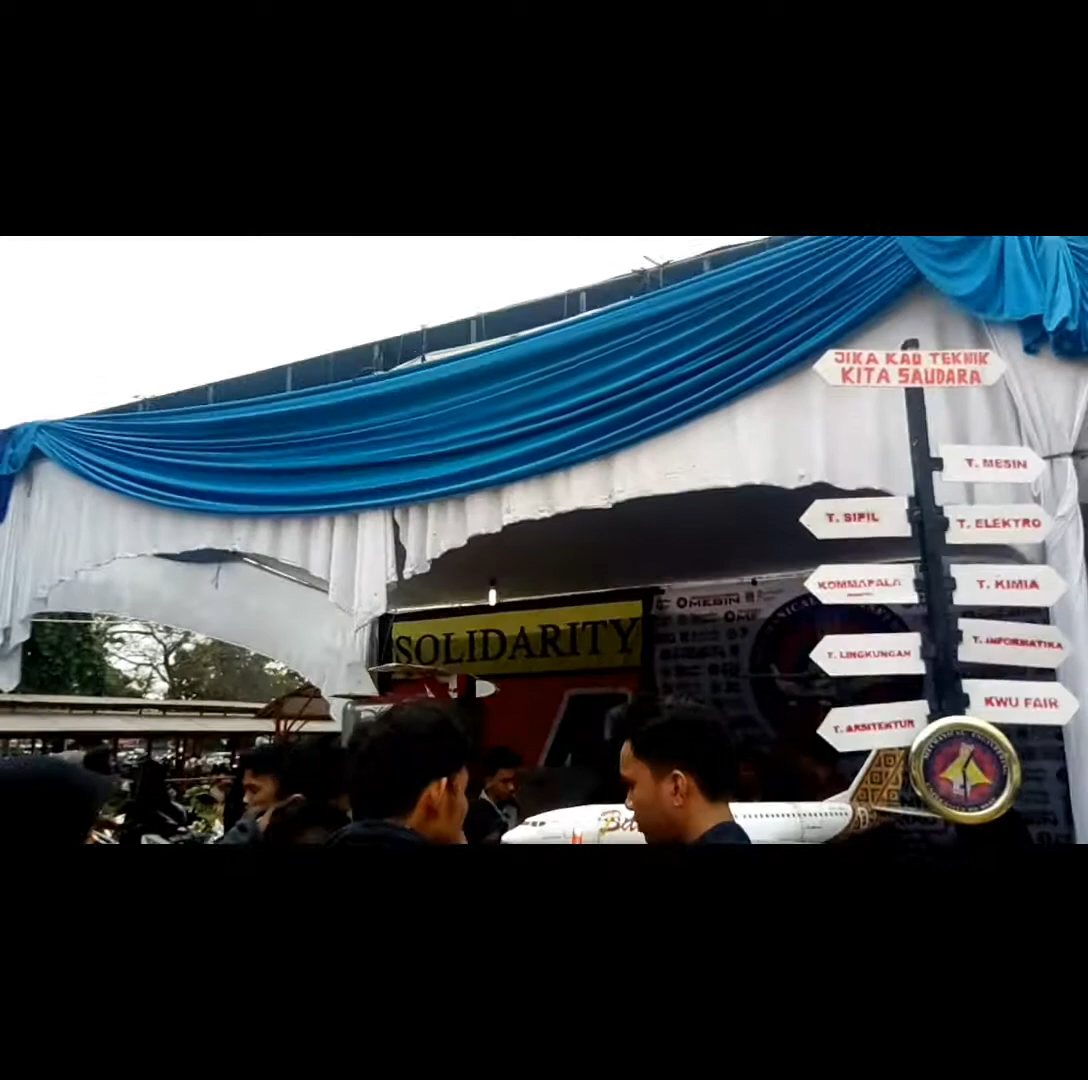 JIKA KAU TEKNIK
KITA SAUDARA
T. MESIN
T. SIPIL
T. ELEKTRO
KOMMAPALA
T. KIMIA
T. LINGKUNGAN
T. INFORMATIKA
T. ARSITEKTUR
KWU FAIR
SOLIDARITY
MESIN